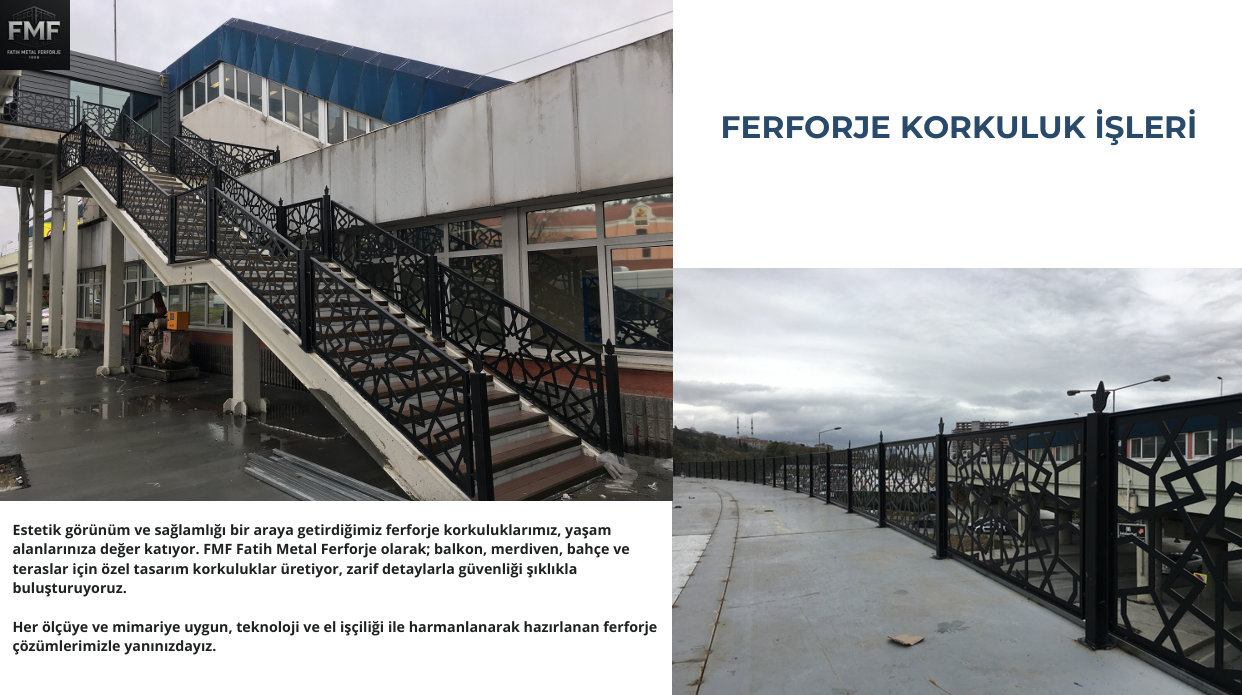 FMF
FATIH METAL FERFORJE
FERFORJE KORKULUK İŞLERİ
Estetik görünüm ve sağlamlığı bir araya getirdiğimiz ferforje korkuluklarımız, yaşam
alanlarınıza değer katıyor. FMF Fatih Metal Ferforje olarak; balkon, merdiven, bahçe ve
teraslar için özel tasarım korkuluklar üretiyor, zarif detaylarla güvenliği şıklıkla
buluşturuyoruz.
Her ölçüye ve mimariye uygun, teknoloji ve el işçiliği ile harmanlanarak hazırlanan ferforje
çözümlerimizle yanınızdayız.